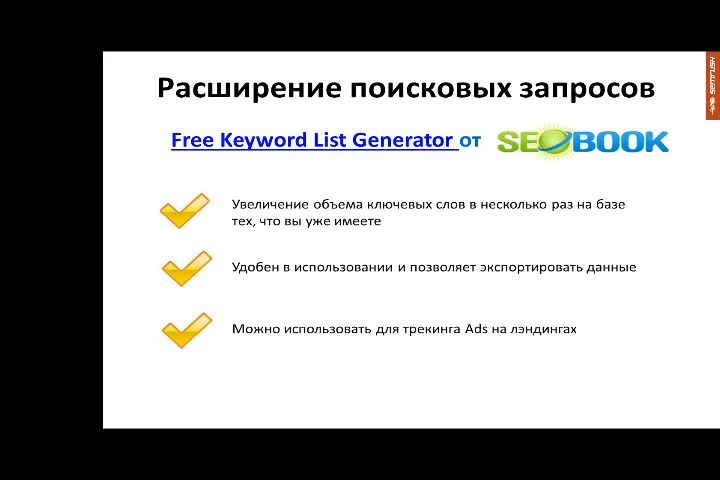 Расширение поисковых запросов
semrush
Free Keyword List Generator от SEOBOOK
Увеличение объема ключевых слов в несколько раз на базе
тех, что вы уже имеете
Удобен в использовании и позволяет экспортировать данные
Можно использовать для трекинга Ads на лэндингах